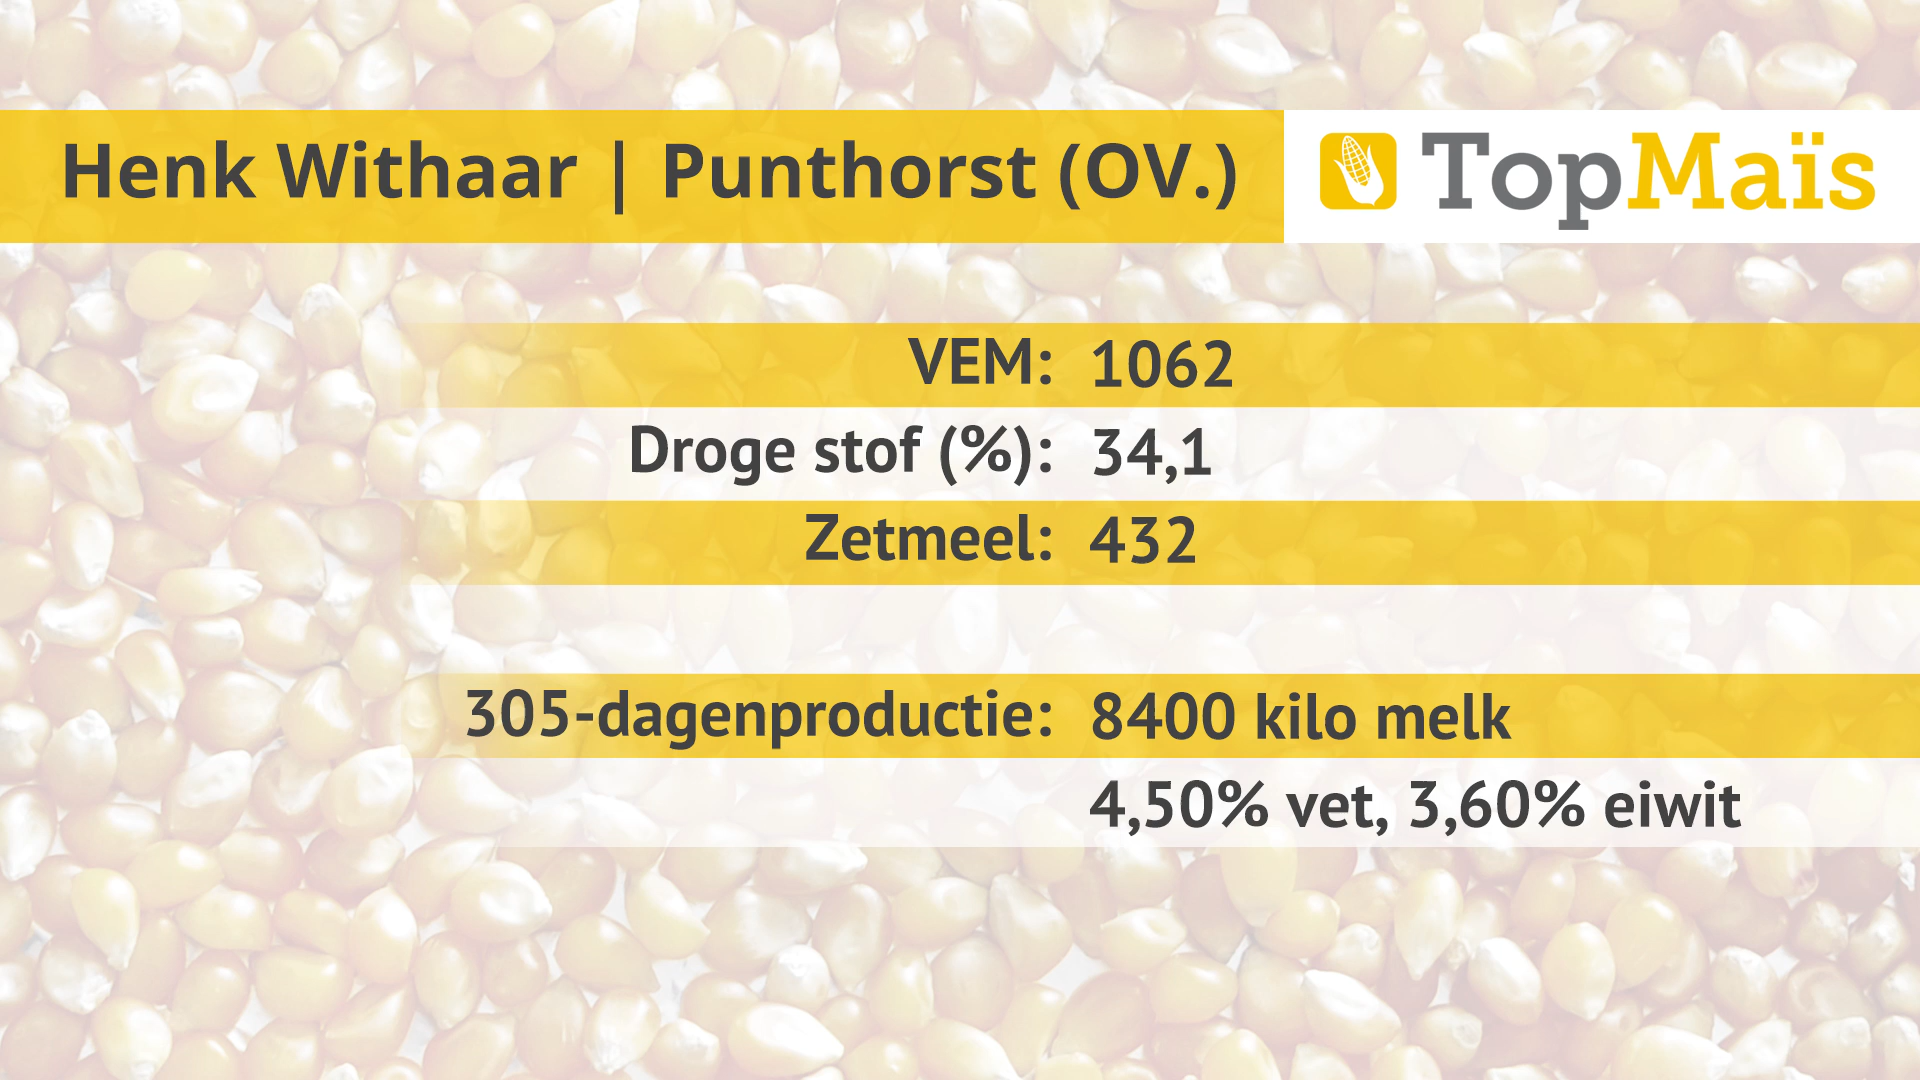 Henk Withaar | Punthorst (OV.)
TopMaïs
VEM: 1062
Droge stof (%): 34,1
Zetmeel: 432
305-dagenproductie: 8400 kilo melk
4,50% vet, 3,60% eiwit